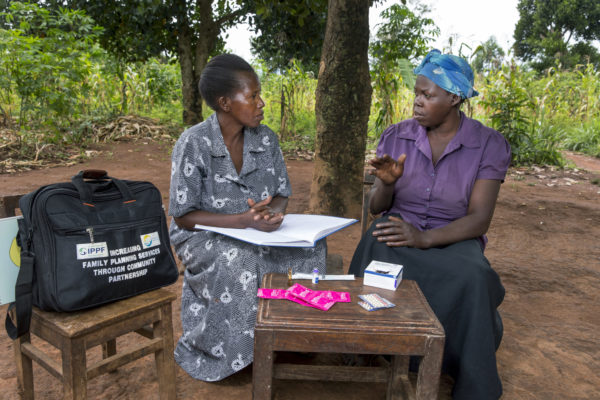 IPPF
INCREASING
FAMILY PLANNING SERVICES
THROUGH COMMUNITY
PARTNERSHIP